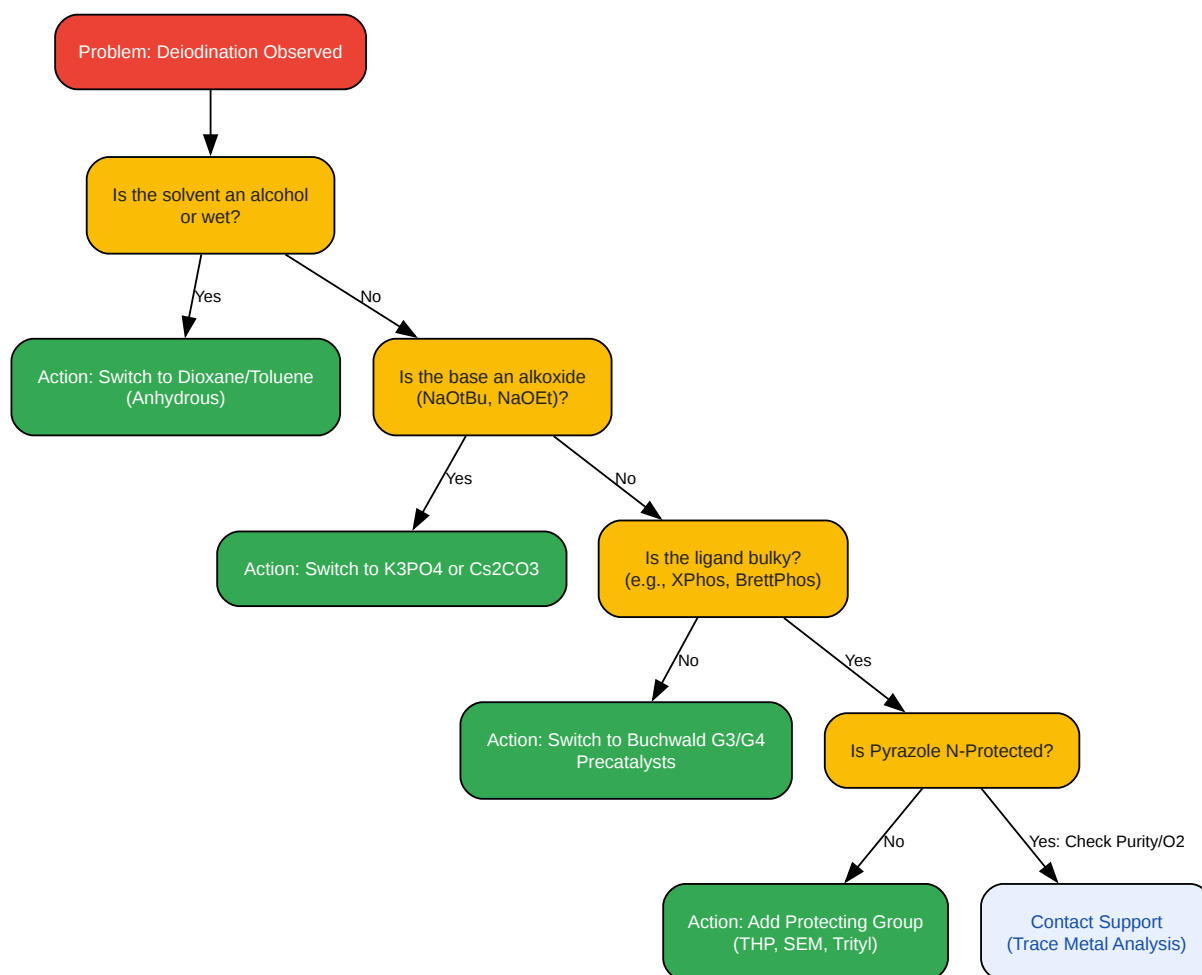 Problem: Deiodination Observed
Is the solvent an alcohol
or wet?
Yes
No
Action: Switch to Dioxane/Toluene
(Anhydrous)
Is the base an alkoxide
(NaOtBu, NaOEt)?
Yes
No
Action: Switch to K3PO4 or Cs2CO3
Is the ligand bulky?
(e.g., XPhos, BrettPhos)
No
Yes
Action: Switch to Buchwald G3/G4
Precatalysts
Is Pyrazole N-Protected?
No
Yes: Check Purity/O2
Action: Add Protecting Group
(THP, SEM, Trityl)
Contact Support
(Trace Metal Analysis)